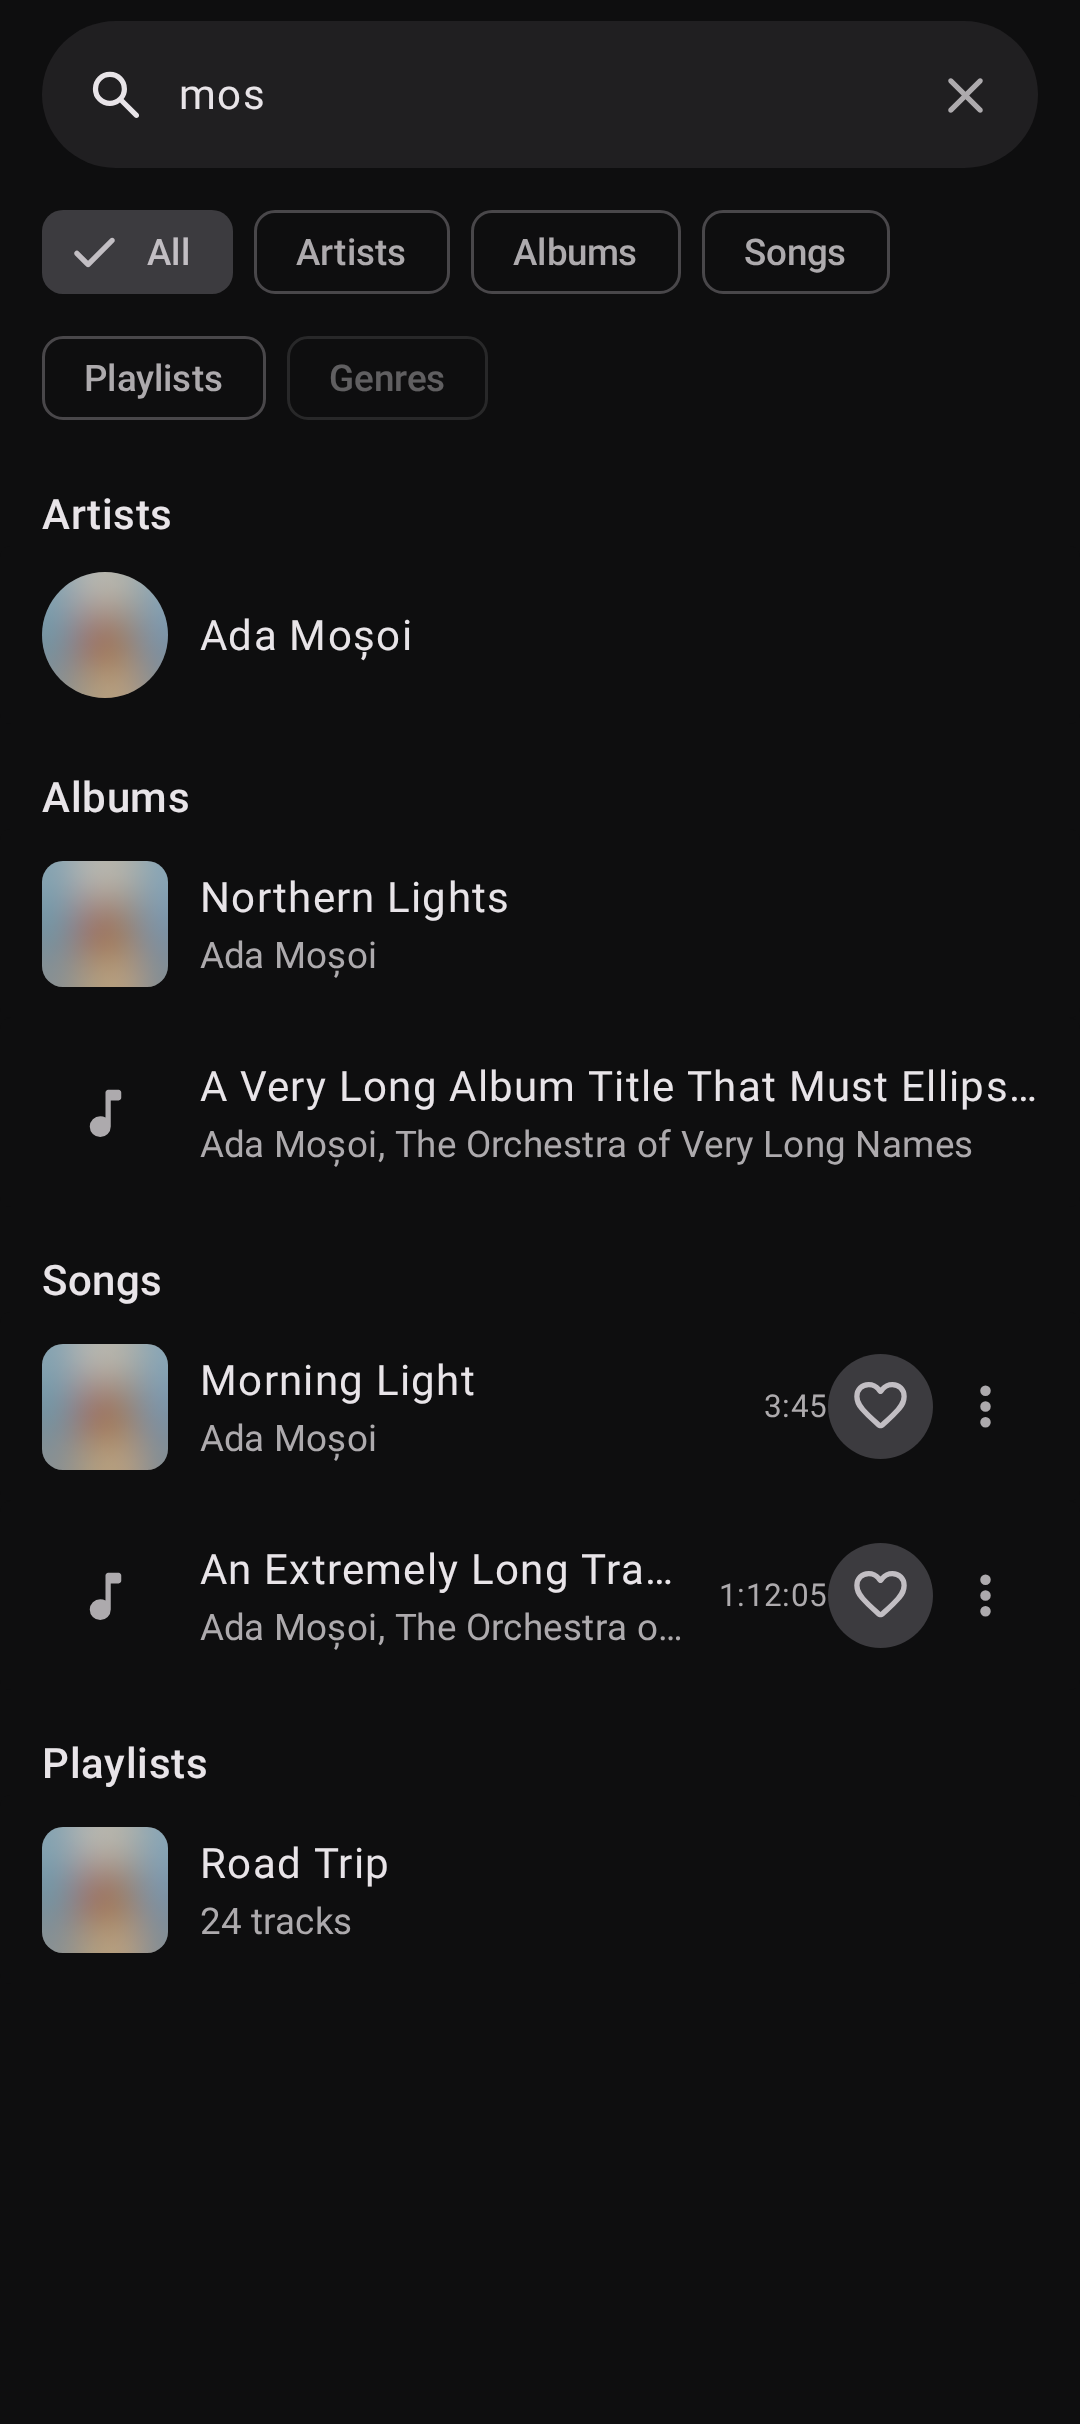 mos
All
Artists
Albums
Songs
Playlists
Genres
Artists
Ada Moșoi
Albums
Northern Lights
Ada Moșoi
A Very Long Album Title That Must Ellips…
Ada Moșoi, The Orchestra of Very Long Names
Songs
Morning Light
3:45
Ada Moșoi
An Extremely Long Tra…
1:12:05
Ada Moșoi, The Orchestra o…
Playlists
Road Trip
24 tracks